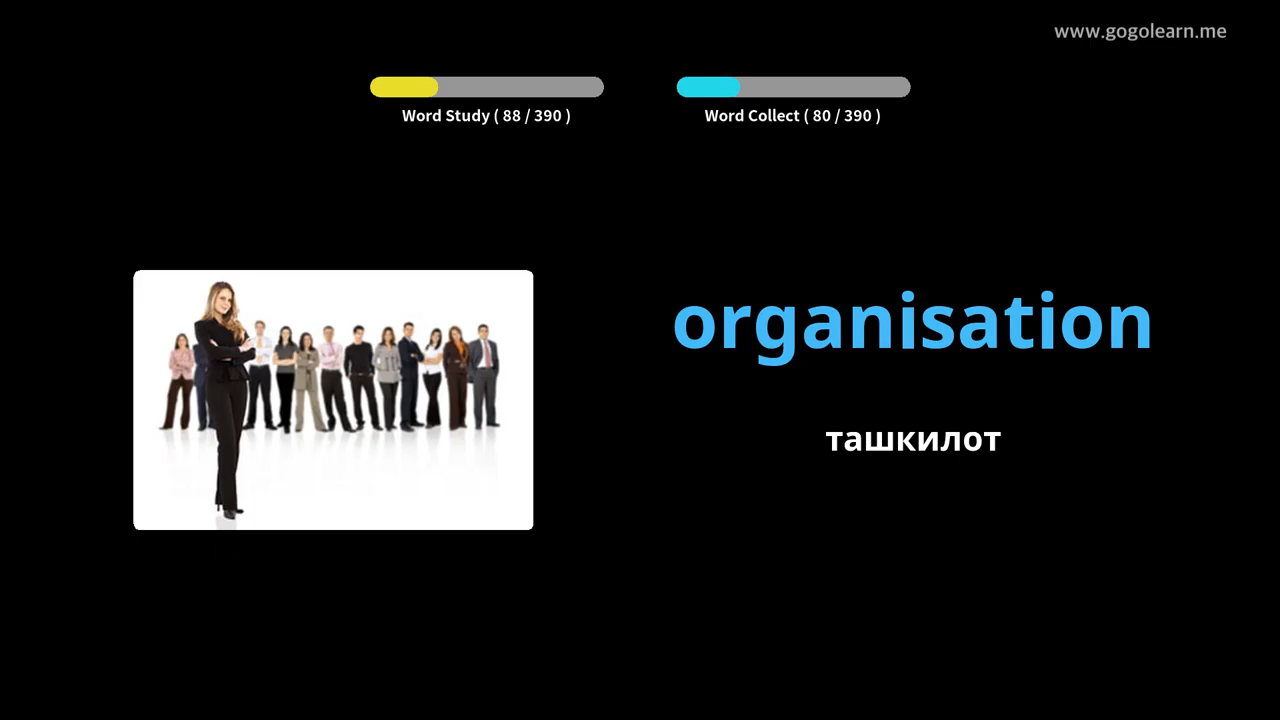 www.gogolearn.me
Word Study ( 88 / 390 )
Word Collect ( 80 / 390 )
organisation
ташкилот